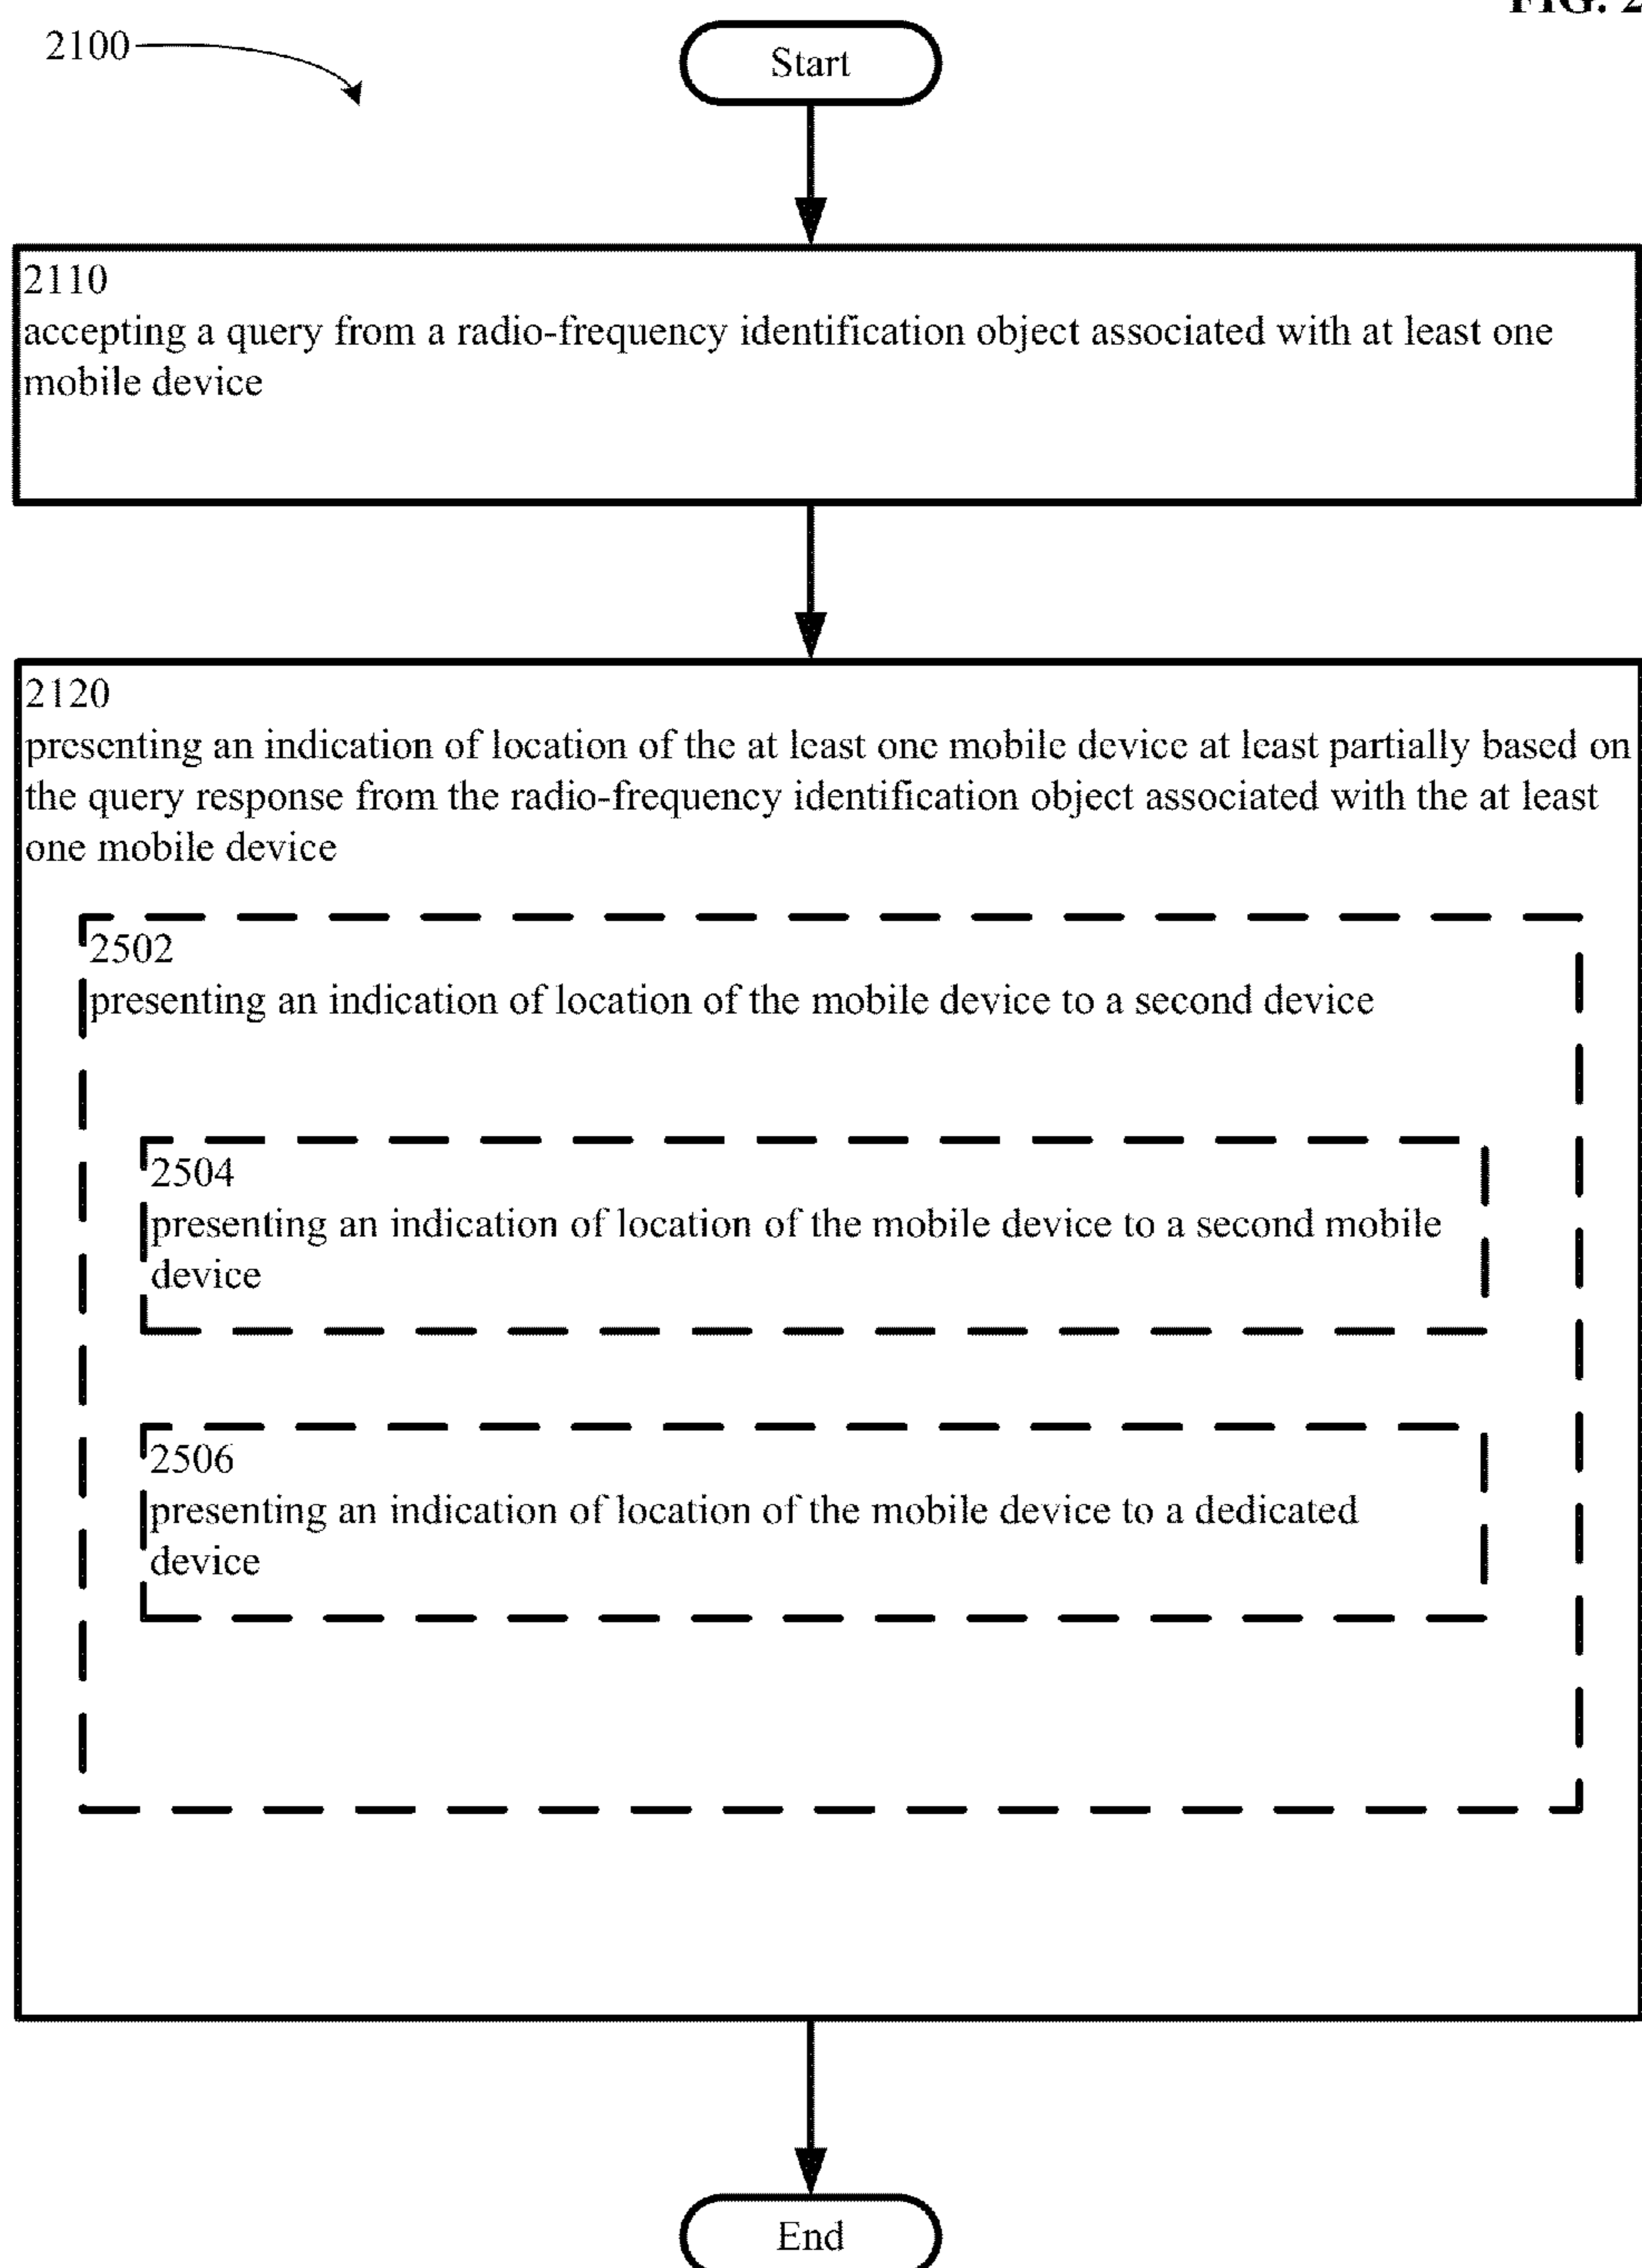 FIG. 2
2100
Start
2110
accepting a query from a radio-frequency identification object associated with at least one
mobile device
2120
presenting an indication of location of the at least one mobile device at least partially based on
the query response from the radio-frequency identification object associated with the at least
one mobile device
2502
presenting an indication of location of the mobile device to a second device
2504
presenting an indication of location of the mobile device to a second mobile
device
2506
presenting an indication of location of the mobile device to a dedicated
device
End